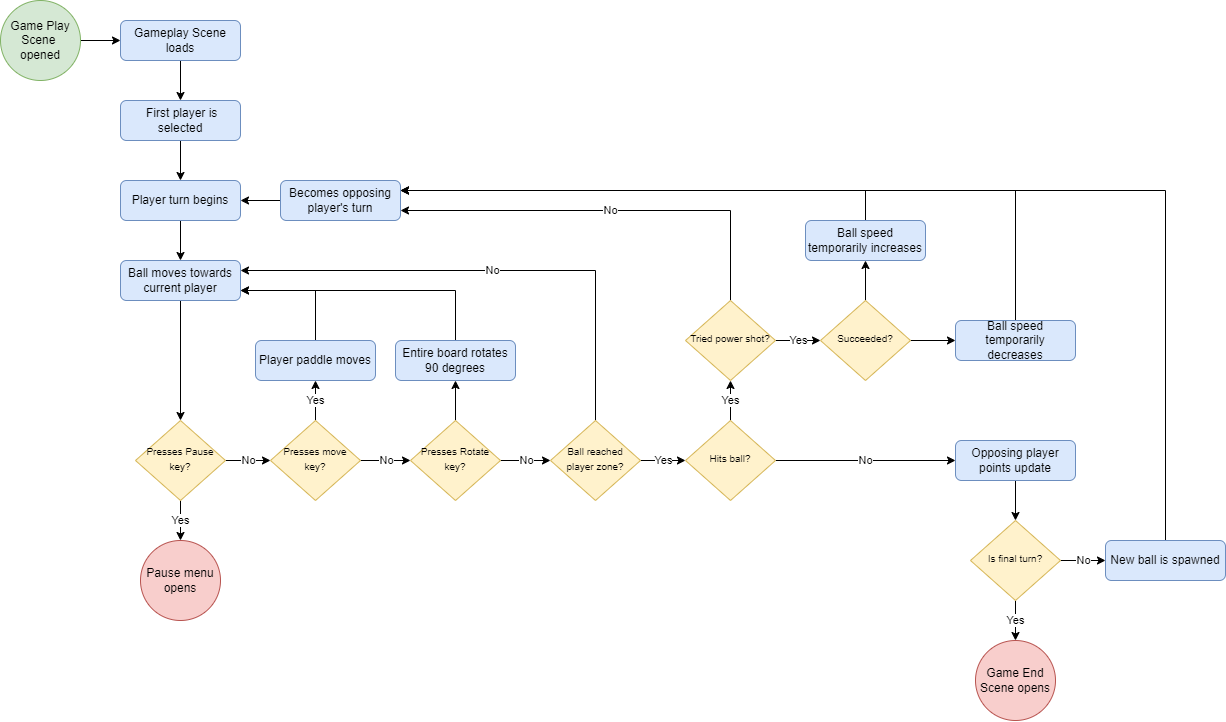 Game Play
Scene
opened
Gameplay Scene
loads
First player is
selected
Player turn begins
Becomes opposing
player's turn
No
Ball speed
temporarily increases
Ball moves towards
current player
No
Tried power shot?
Yes
Succeeded?
Ball speed
temporarily
decreases
Player paddle moves
Entire board rotates
90 degrees
Yes
Yes
Presses Pause
key?
No
Presses move
key?
No
Presses Rotate
key?
No
Ball reached
player zone?
Yes
Hits ball?
No
Opposing player
points update
Yes
Pause menu
opens
Is final turn?
No
New ball is spawned
Yes
Game End
Scene opens